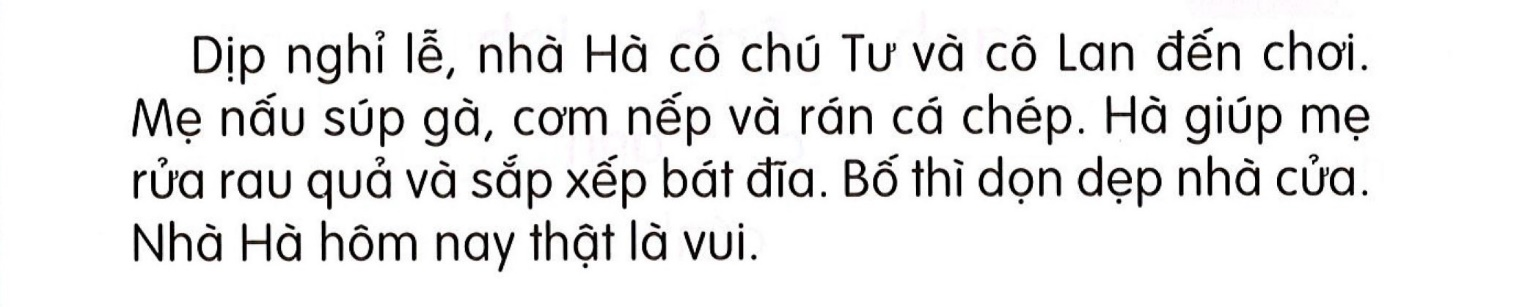 Dịp nghỉ lễ, nhà Hà có chú Tư và cô Lan đến chơi.
Mẹ nấu súp gà, cơm nếp và rán cá chép. Hà giúp mẹ
rửa rau quả và sắp xếp bát đĩa. Bố thì dọn dẹp nhà cửa.
Nhà Hà hôm nay thật là vui.